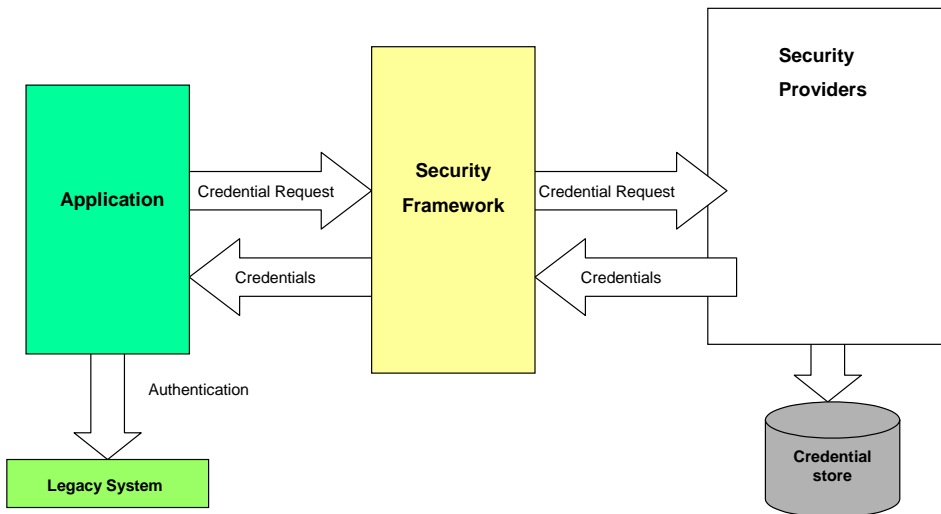 Security
Providers
Application
Credential Request
Security
Framework
Credential Request
Credentials
Credentials
Authentication
Legacy System
Credential
store